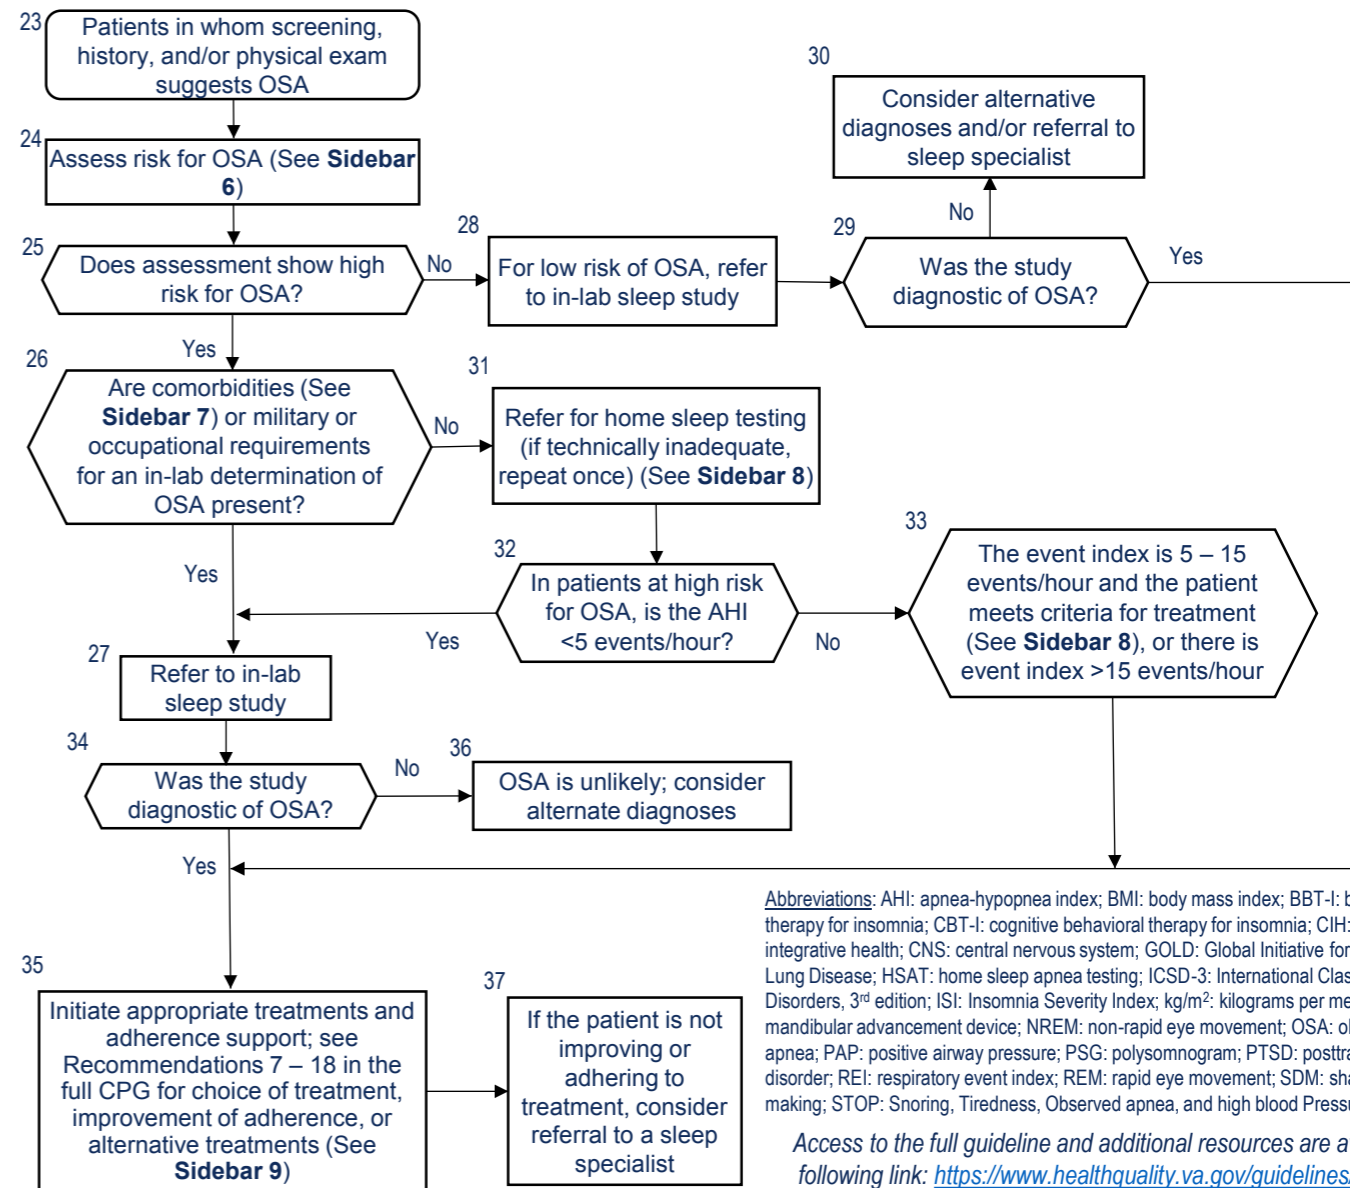 23
Patients in whom screening,
history, and/or physical exam
suggests OSA
24
Assess risk for OSA (See Sidebar
6)
25
Does assessment show high
risk for OSA?
No
Yes
28
For low risk of OSA, refer
to in-lab sleep study
29
Was the study
diagnostic of OSA?
No
Yes
30
Consider alternative
diagnoses and/or referral to
sleep specialist
26
Are comorbidities (See
Sidebar 7) or military or
occupational requirements
for an in-lab determination of
OSA present?
No
Yes
31
Refer for home sleep testing
(if technically inadequate,
repeat once) (See Sidebar 8)
32
In patients at high risk
for OSA, is the AHI
<5 events/hour?
Yes
No
33
The event index is 5 – 15
events/hour and the patient
meets criteria for treatment
(See Sidebar 8), or there is
event index >15 events/hour
27
Refer to in-lab
sleep study
34
Was the study
diagnostic of OSA?
No
Yes
36
OSA is unlikely; consider
alternate diagnoses
35
Initiate appropriate treatments and
adherence support; see
Recommendations 7 – 18 in the
full CPG for choice of treatment,
improvement of adherence, or
alternative treatments (See
Sidebar 9)
37
If the patient is not
improving or
adhering to
treatment, consider
referral to a sleep
specialist
Abbreviations: AHI: apnea-hypopnea index; BMI: body mass index; BBT-I:
therapy for insomnia; CBT-I: cognitive behavioral therapy for insomnia; CIH:
integrative health; CNS: central nervous system; GOLD: Global Initiative for
Lung Disease; HSAT: home sleep apnea testing; ICSD-3: International Clas
Disorders, 3rd edition; ISI: Insomnia Severity Index; kg/m²: kilograms per me
mandibular advancement device; NREM: non-rapid eye movement; OSA:
apnea; PAP: positive airway pressure; PSG: polysomnogram; PTSD: posttra
disorder; REI: respiratory event index; REM: rapid eye movement; SDM: sha
making; STOP: Snoring, Tiredness, Observed apnea, and high blood Pressu
Access to the full guideline and additional resources are a
following link: https://www.healthquality.va.gov/guidelines/